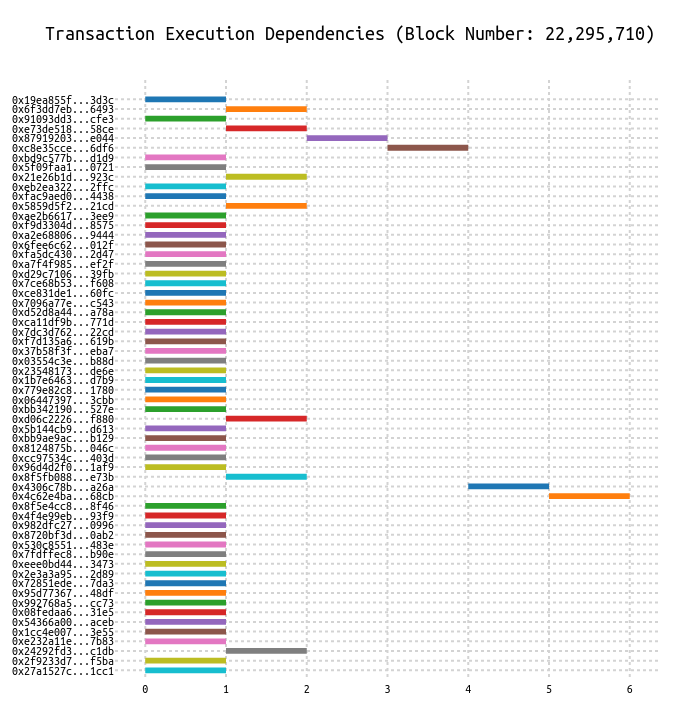 Transaction Execution Dependencies (Block Number: 22,295,710)
0x19ea855f...3d3c
0x6f3dd7eb...6493
0x91093dd3...cfe3
0xe73de518...58ce
0x87919203...e044
0xc8e35cce...6df6
0xbd9c577b...d1d9
0x5f09faa1...0721
0x21e26b1d...923c
0xeb2ea322...2ffc
0xfac9aed0...4438
0x5859d5f2...21cd
0xae2b6617...3ee9
0xf9d3304d...8575
0xa2e68806...9444
0x6fee6c62...012f
0xfa5dc430...2d47
0xa7f4f985...ef2f
0xd29c7106...39fb
0x7ce68b53...f608
0xce831de1...60fc
0x7096a77e...c543
0xd52d8a44...a78a
0xca11df9b...771d
0x7dc3d762...22cd
0xf7d135a6...619b
0x37b58f3f...eba7
0x03554c3e...b88d
0x23548173...de6e
0x1b7e6463...d7b9
0x779e82c8...1780
0x06447397...3cbb
0xbb342190...527e
0xd06c2226...f880
0x5b144cb9...d613
0xbb9ae9ac...b129
0x8124875b...046c
0xcc97534c...403d
0x96d4d2f0...1af9
0x8f5fb088...e73b
0x4306c78b...a26a
0x4c62e4ba...68cb
0x8f5e4cc8...8f46
0x4f4e99eb...93f9
0x982dfc27...0996
0x8720bf3d...0ab2
0x530c8551...483e
0x7fdffec8...b90e
0xeee0bd44...3473
0x2e3a3a95...2d89
0x72851ede...7da3
0x95d77367...48df
0x992768a5...cc73
0x08fedaa6...31e5
0x54366a00...aceb
0x1cc4e007...3e55
0xe232a11e...7b83
0x24292fd3...c1db
0x2f9233d7...f5ba
0x27a1527c...1cc1
0 1 2 3 4 5 6